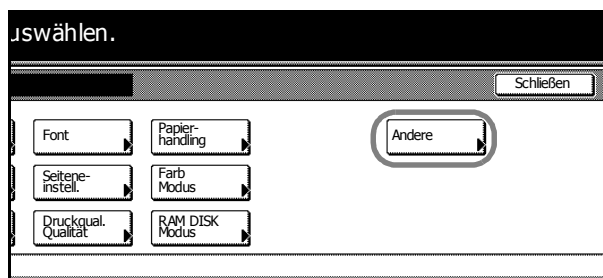 uswählen.
Schließen
Font
Papier-
handling
Andere
Seitene-
instell.
Farb
Modus
Druckqual.
Qualität
RAM DISK
Modus